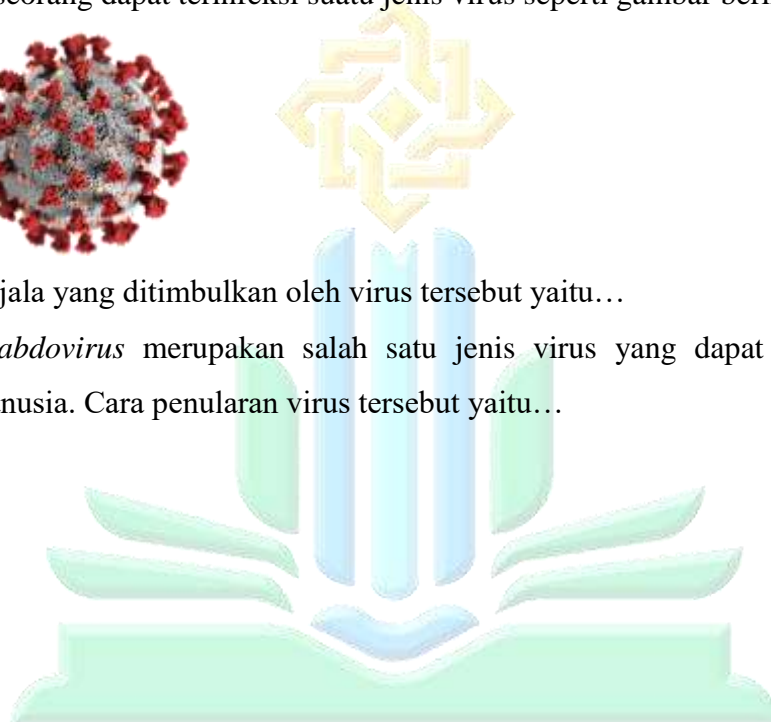 seorang dapat terinfeksi suatu jenis virus seperti gambar
jala yang ditimbulkan oleh virus tersebut yaitu…
abdovirus merupakan salah satu jenis virus yang dapat
nusia. Cara penularan virus tersebut yaitu…